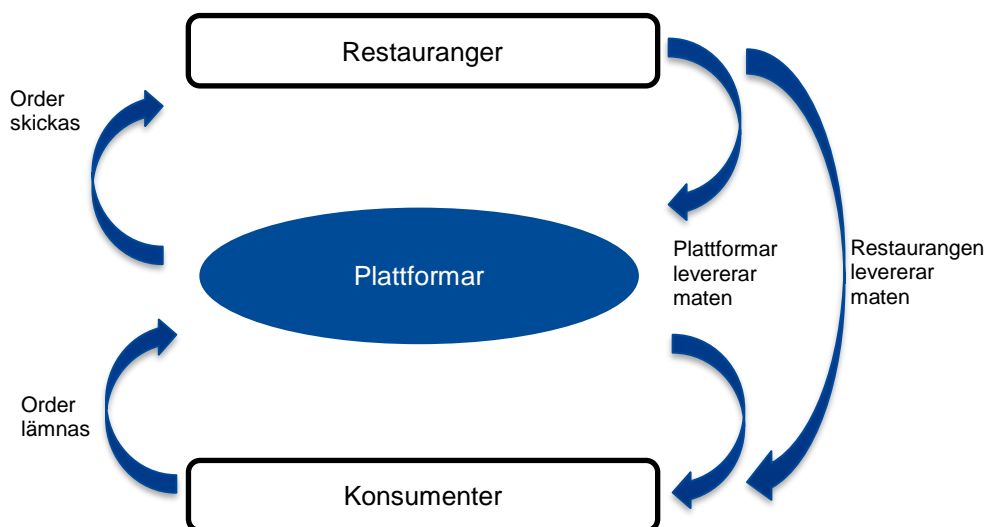 Restauranger
Order
skickas
Plattformar
Plattformar
levererar
maten
Restaurangen
levererar
maten
Order
lämnas
Konsumenter